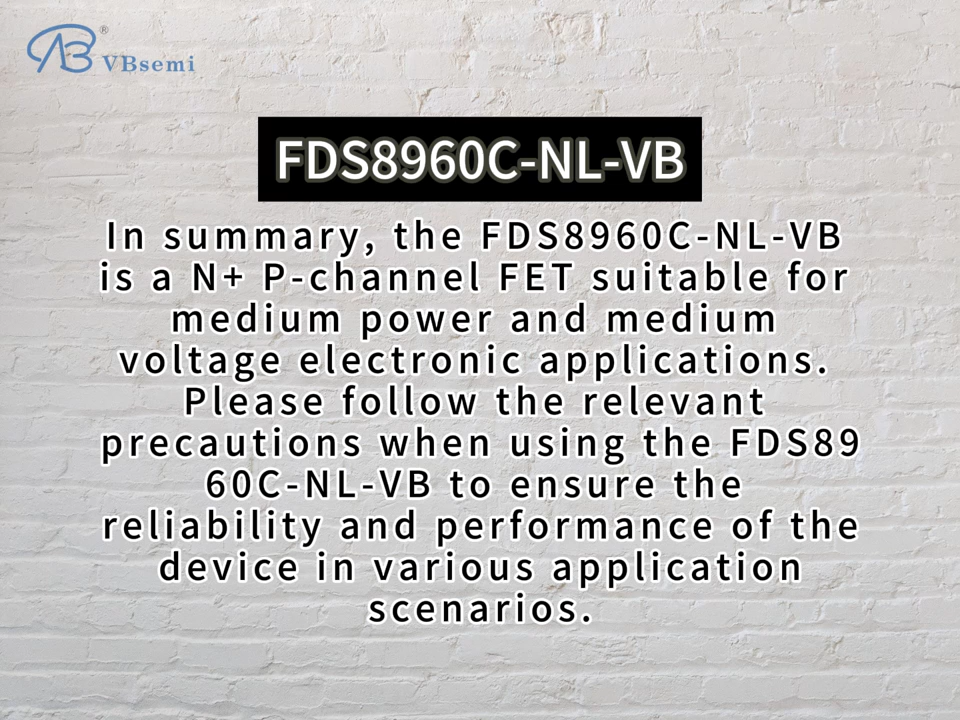 VBsemi
FDS8960C-NL-VB
In summary, the FDS8960C-NL-VB
is a N+ P-channel FET suitable for
medium power and medium
voltage electronic applications.
Please follow the relevant
precautions when using the FDS89
60C-NL-VB to ensure the
reliability and performance of the
device in various application
scenarios.